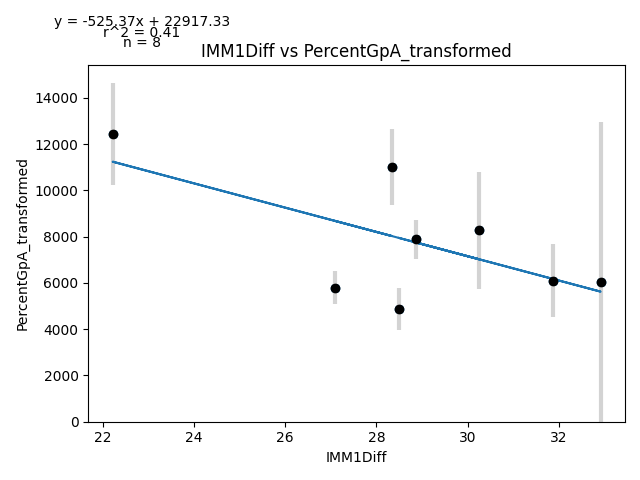 y = -525.37x + 22917.33
r^2 = 0.41
n = 8
IMM1Diff vs PercentGpA_transformed
14000
12000
10000
8000
6000
4000
2000
0
PercentGpA_transformed
22 24 26 28 30 32
IMM1Diff